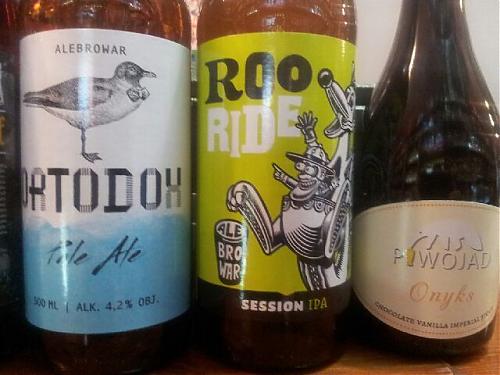 ALEBROWAR
ORTODOX
Pale Ale
500 ML | ALK. 4,2% OBJ.
ROO
RIDE
ALE
BRO
WAR
SESSION IPA
PIWOJAD
Onyks
CHOCOLATE VANILLA IMPERIAL